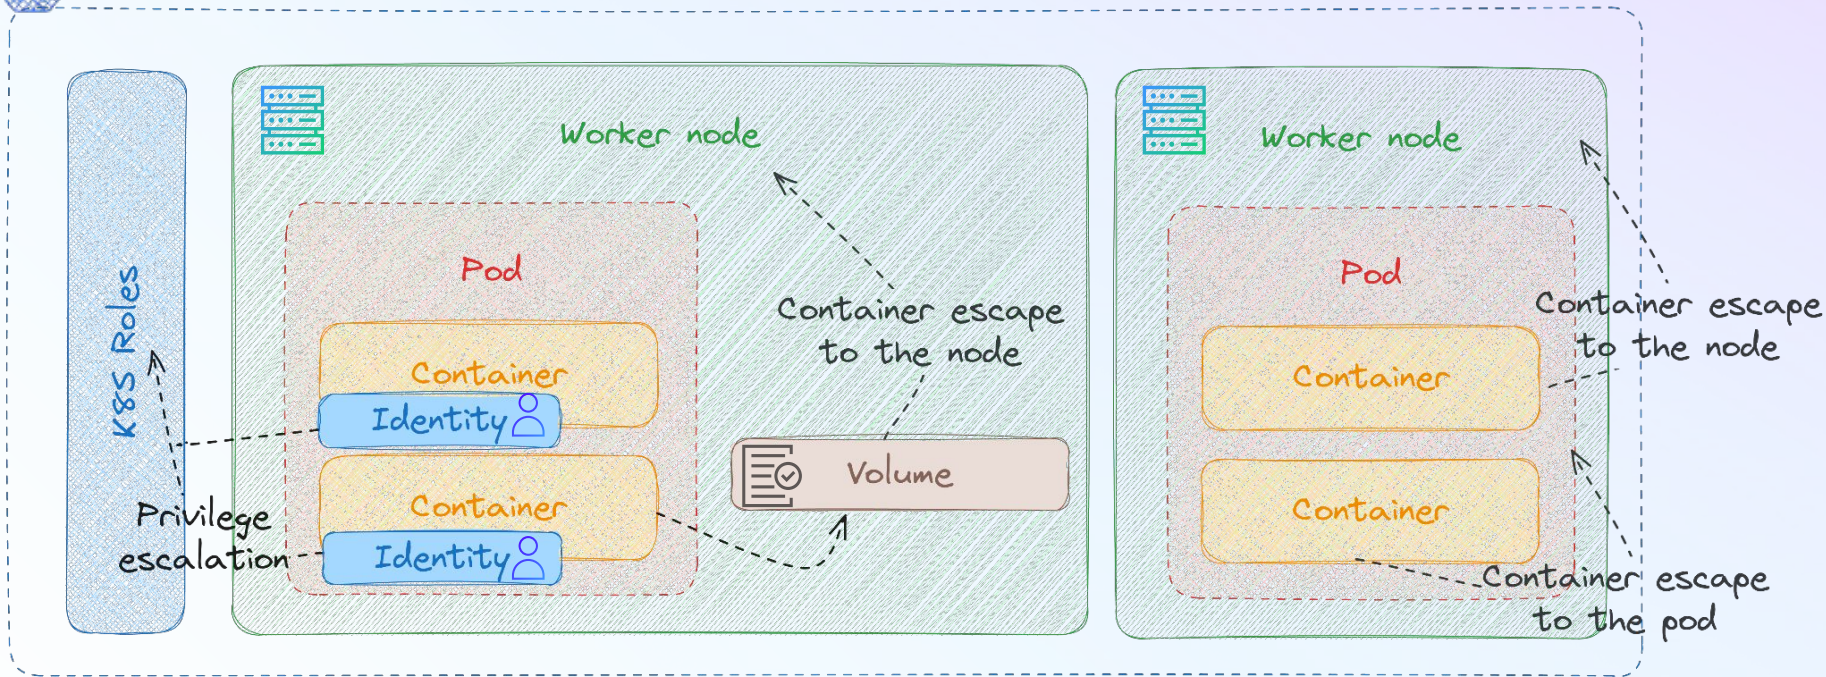 K8S Roles
Worker node
Pod
Container
Identity
Container
Identity
Privilege
escalation
Container escape
to the node
Volume
Worker node
Pod
Container
Container
Container escape
to the node
Container escape
to the pod